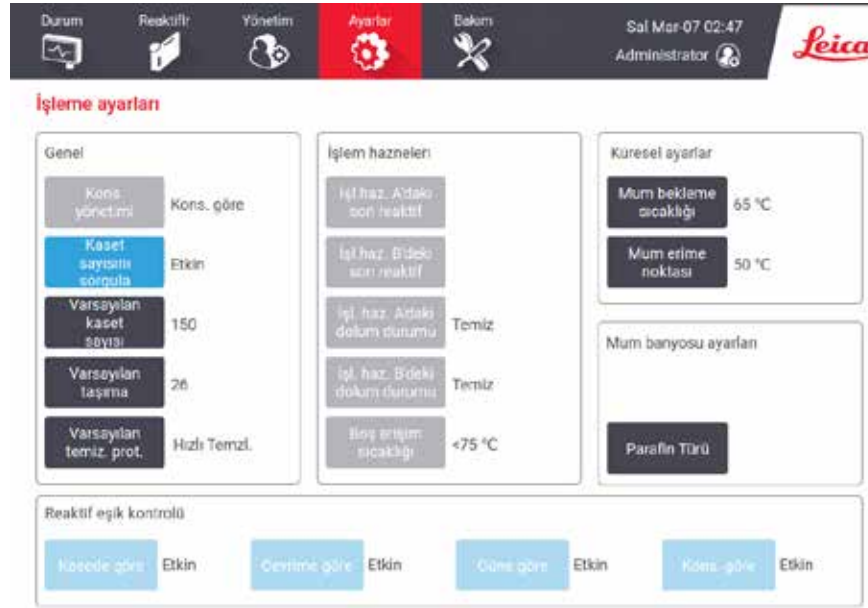 Durum Reaktifir Yönetim Ayarlar Bakım
Sal Mar-07 02:47
Administrator
Leica
İşleme ayarları
Genel
Kons. yönetimi
Kons. göre
Kaset sayısını sorgula
Etkin
Varsayılan kaset sayısı
150
Varsayılan taşıma
26
Varsayılan temiz. prot.
Hızlı Temzl.
İşlem hazneleri
İşl. haz. A'daki son reaktif
İşl. haz. B'deki son reaktif
İşl. haz. A'daki dolum durumu
Temiz
İşl. haz. B'deki dolum durumu
Temiz
Boş erişim sıcaklığı
<75 °C
Küresel ayarlar
Mum bekleme sıcaklığı
65 °C
Mum erime noktası
50 °C
Mum banyosu ayarları
Parafin Türü
Reaktif eşik kontrolü
Kasede göre
Etkin
Çevrime göre
Etkin
Güne göre
Etkin
Kons. göre
Etkin